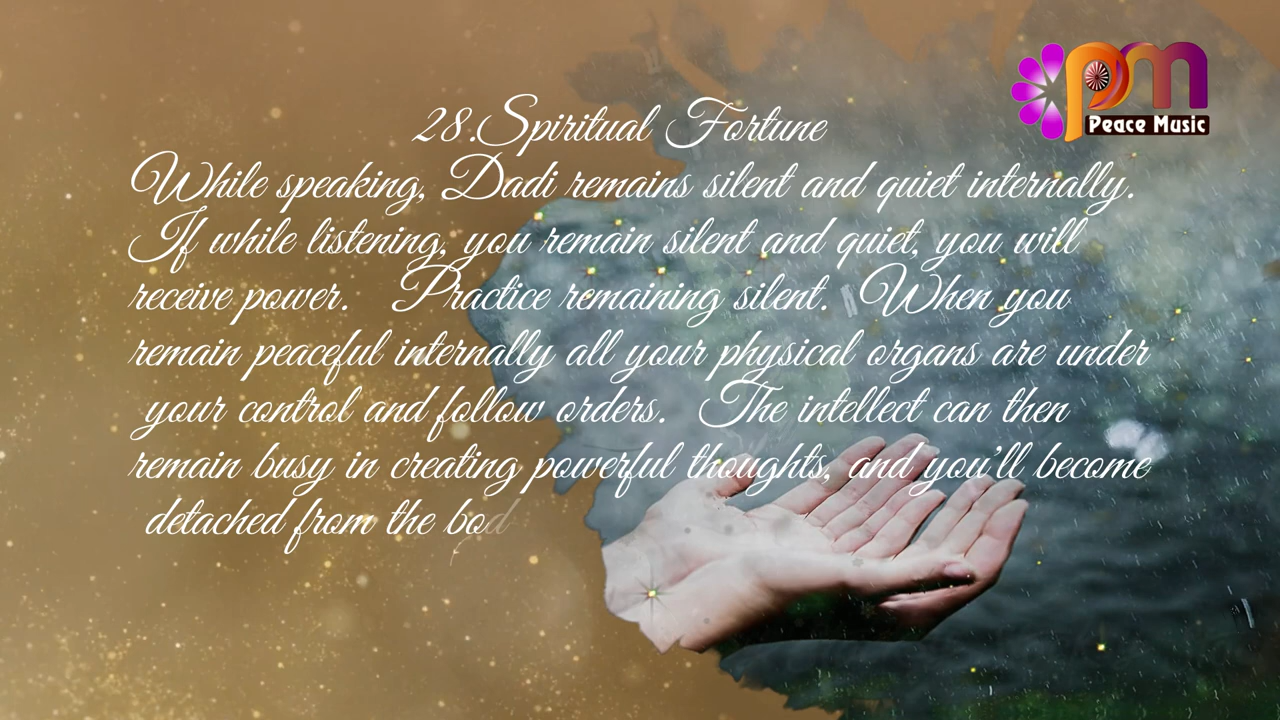 pm
Peace Music
28.Spiritual Fortune
While speaking, Dadi remains silent and quiet internally.
If while listening, you remain silent and quiet, you will
receive power. Practice remaining silent. When you
remain peaceful internally all your physical organs are under
your control and follow orders. The intellect can then
remain busy in creating powerful thoughts, and you'll become
detached from the bod